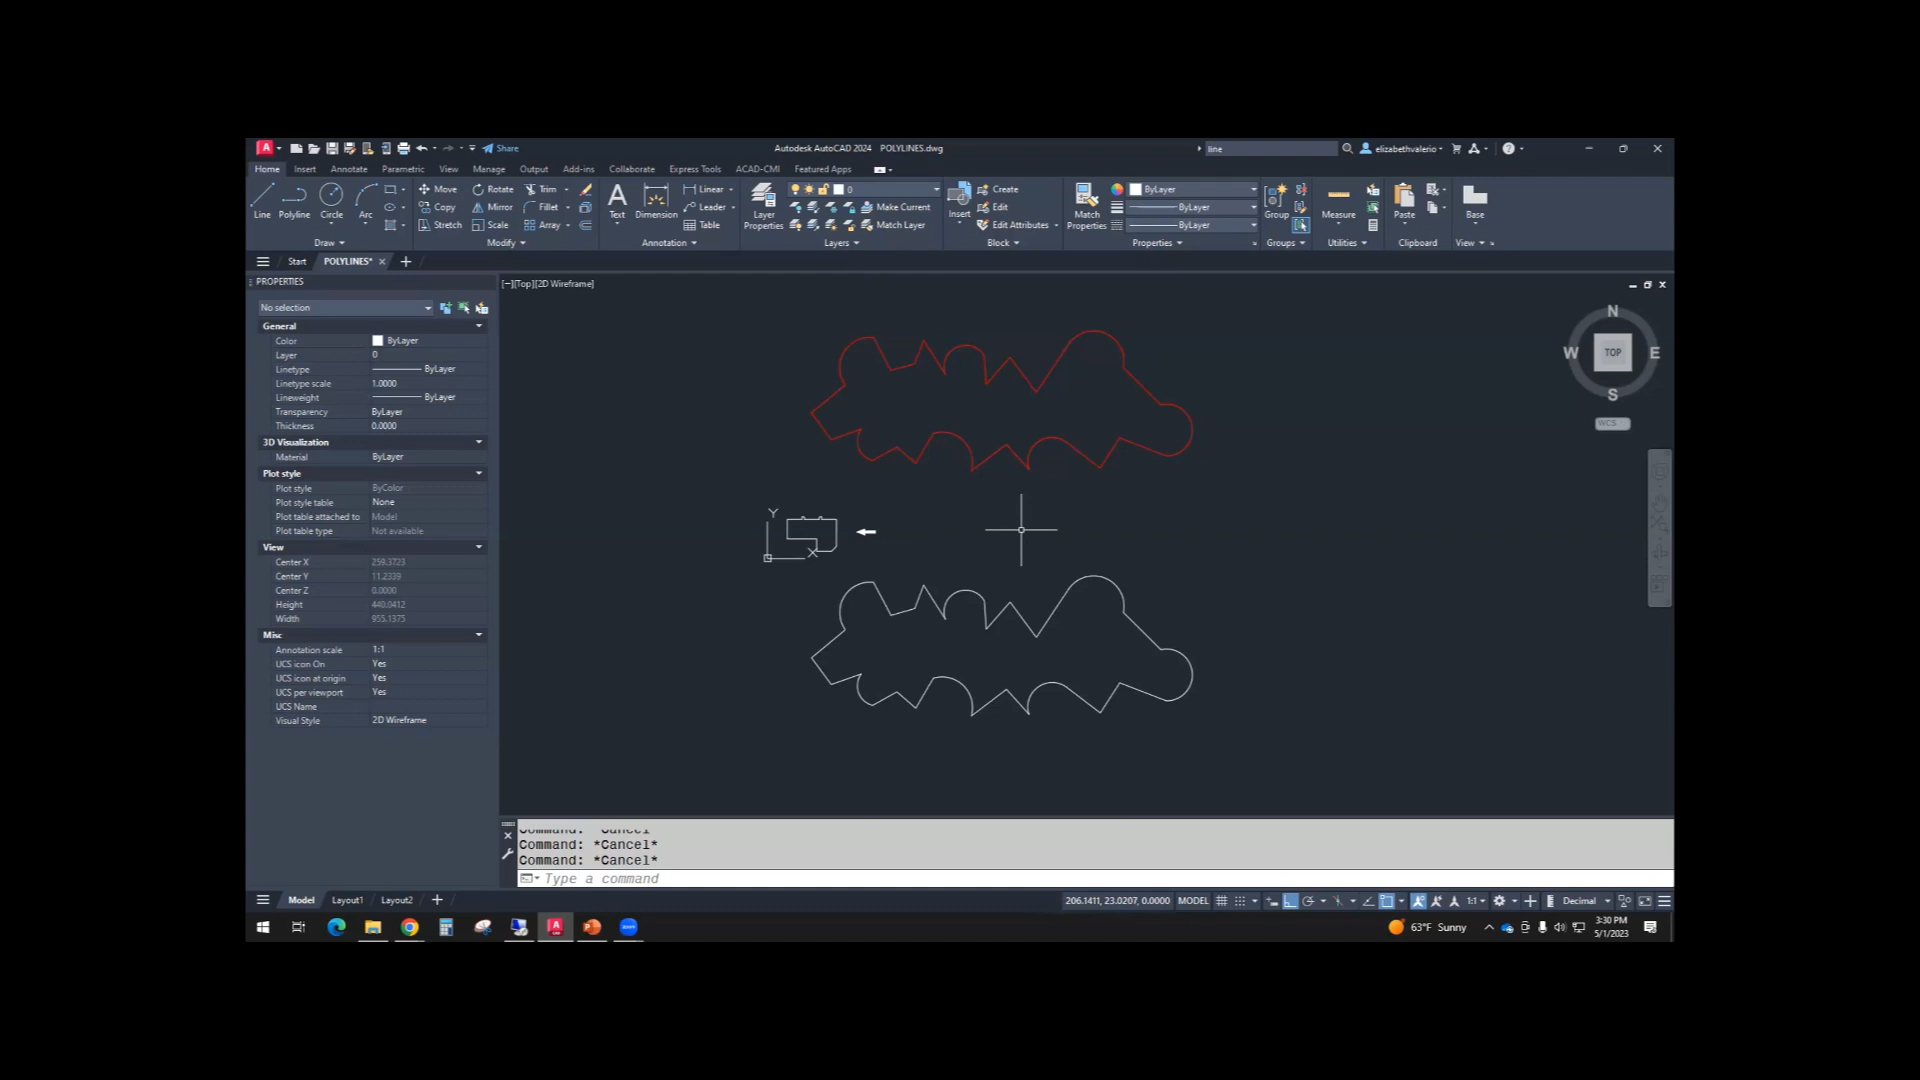 Share
Autodesk AutoCAD 2024 POLYLINES.dwg
line
elizabethvalerio
Home Insert Annotate Parametric View Manage Output Add-ins Collaborate Express Tools ACAD-CMI Featured Apps
Line Polyline Circle Arc
Draw
Move Rotate Trim
Copy Mirror Fillet
Stretch Scale Array
Modify
Text Dimension
Linear
Leader
Table
Annotation
Layer
Properties
0
Make Current
Match Layer
Layers
Insert
Create
Edit
Edit Attributes
Block
Match
Properties
ByLayer
ByLayer
ByLayer
Properties
Group
Groups
Measure
Utilities
Paste
Clipboard
Base
View
Start POLYLINES*
PROPERTIES
No selection
General
Color ByLayer
Layer 0
Linetype ByLayer
Linetype scale 1.0000
Lineweight ByLayer
Transparency ByLayer
Thickness 0.0000
3D Visualization
Material ByLayer
Plot style
Plot style ByColor
Plot style table None
Plot table attached to Model
Plot table type Not available
View
Center X 259.3723
Center Y 11.2339
Center Z 0.0000
Height 440.0412
Width 955.1375
Misc
Annotation scale 1:1
UCS icon On Yes
UCS icon at origin Yes
UCS per viewport Yes
UCS Name
Visual Style 2D Wireframe
[−][Top][2D Wireframe]
N
W TOP E
S
WCS
Y
X
Command: *Cancel*
Command: *Cancel*
Command: *Cancel*
Type a command
Model Layout1 Layout2
206.1411, 23.0207, 0.0000 MODEL
1:1
Decimal
63°F Sunny
3:30 PM
5/1/2023